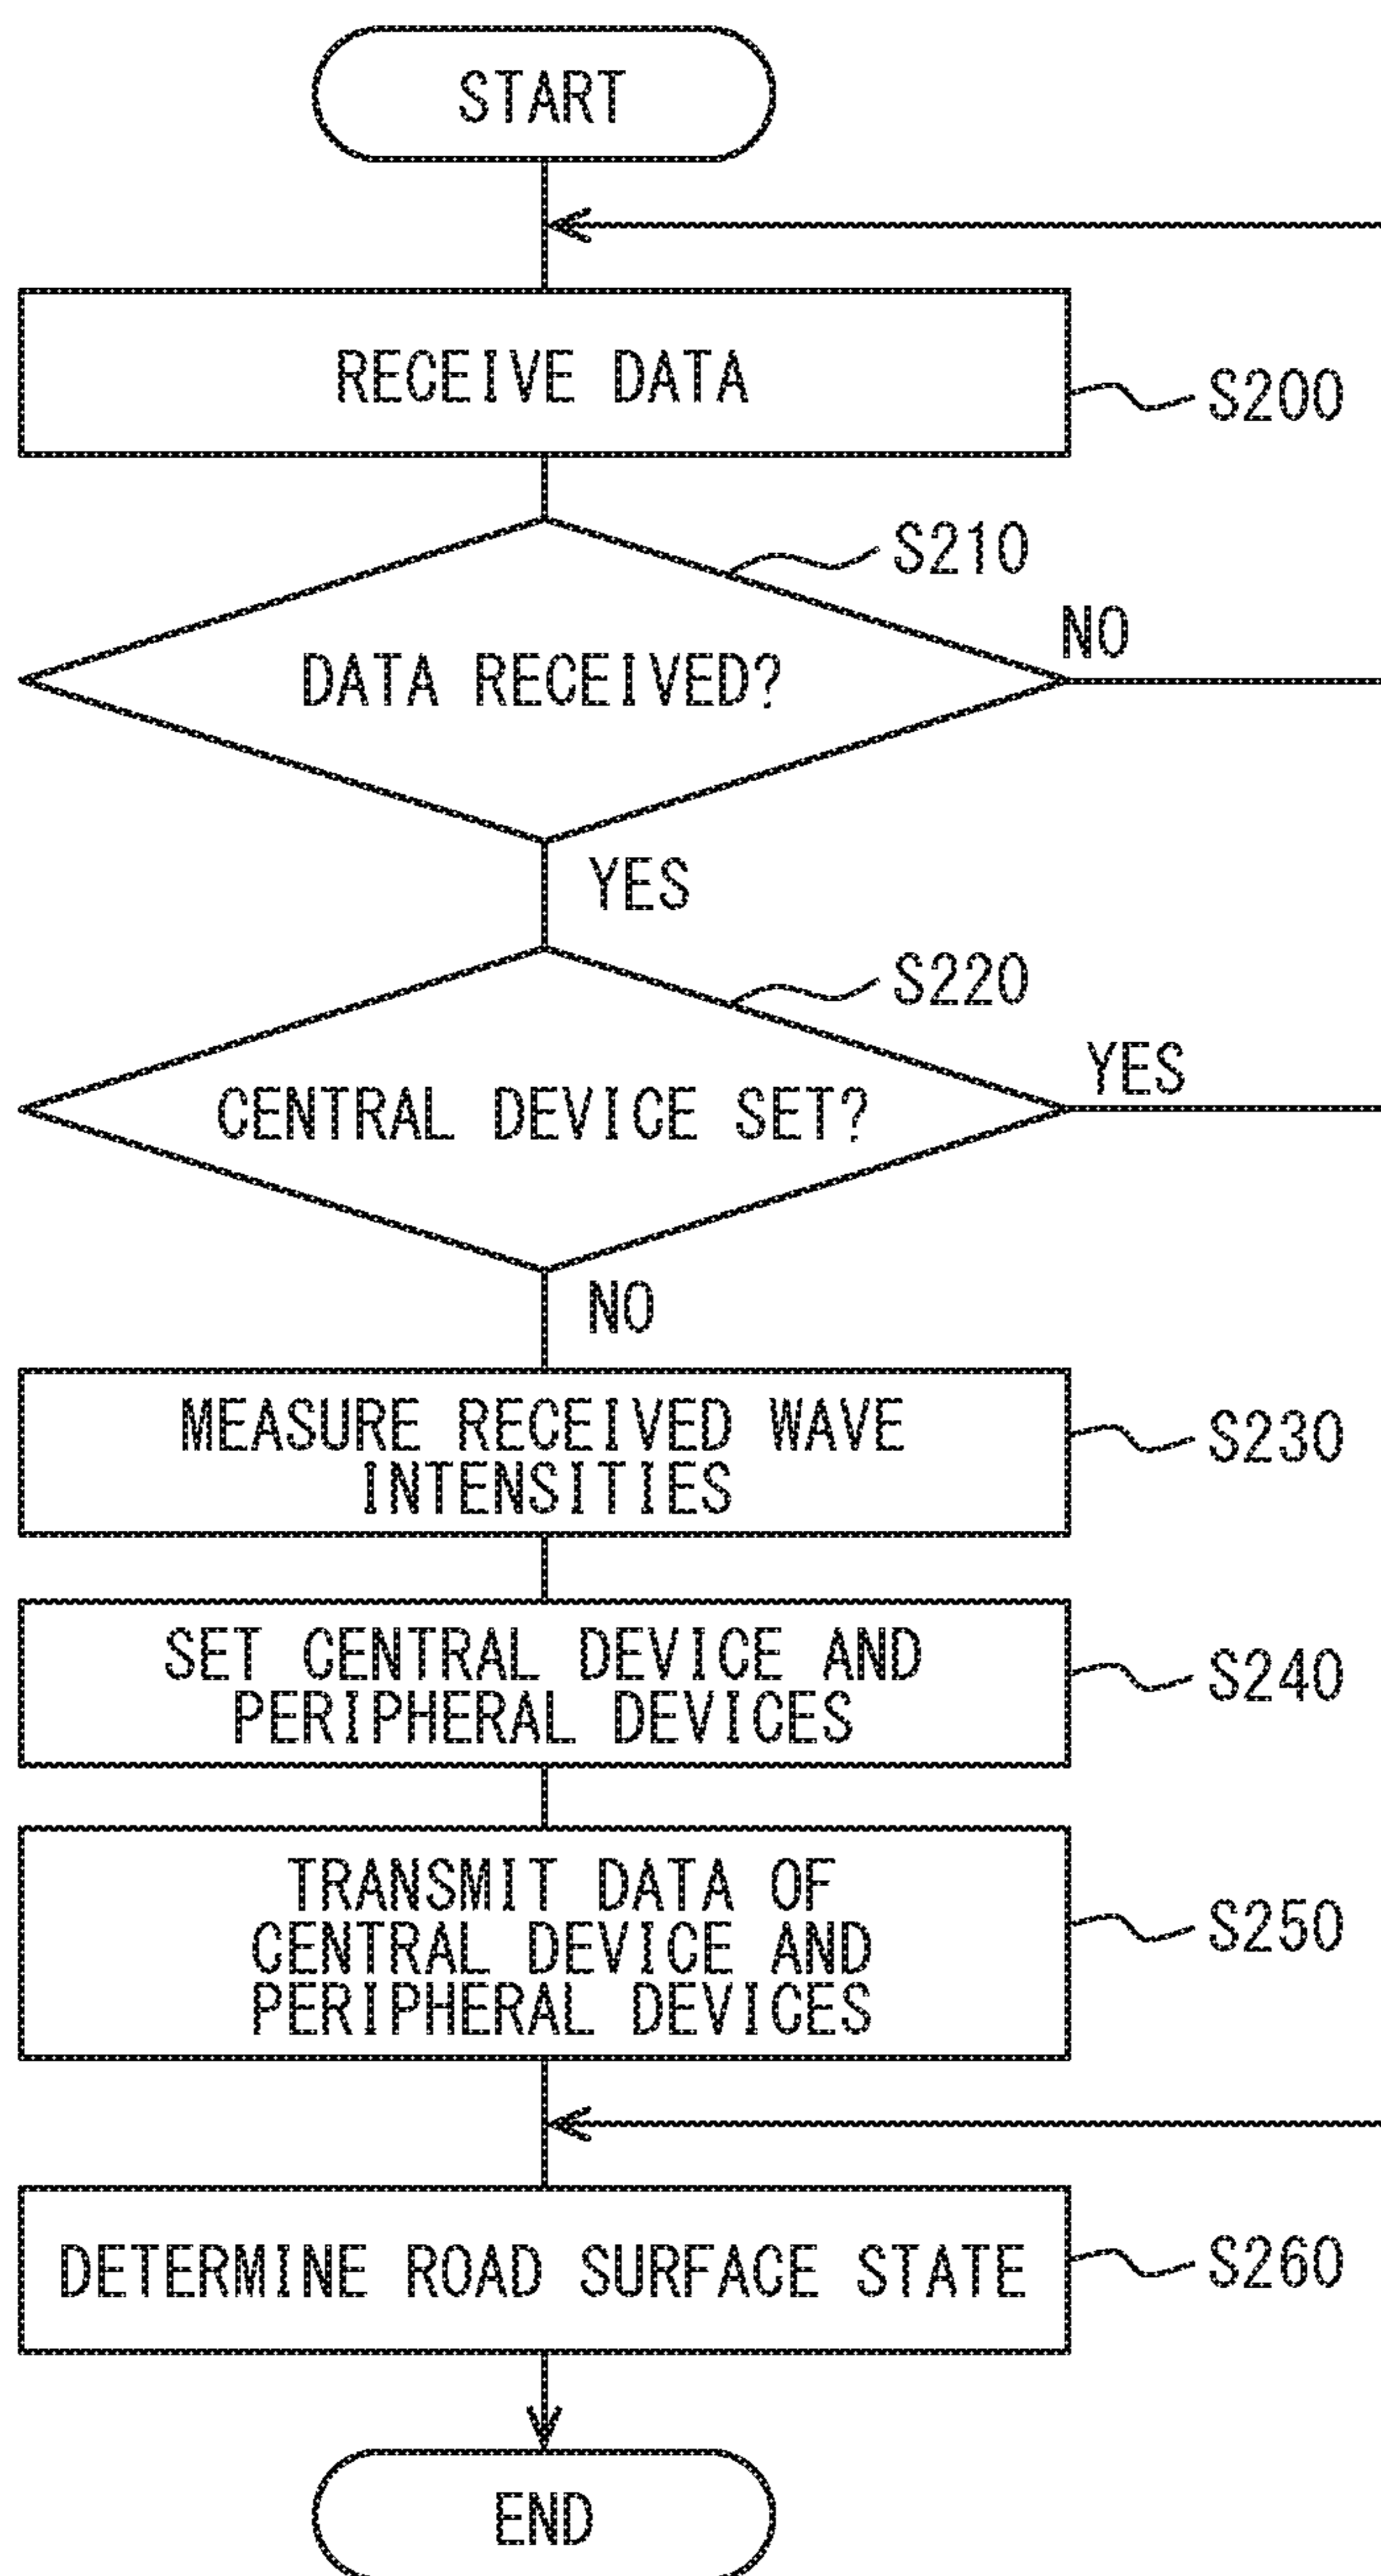 START
RECEIVE DATA
S200
S210
DATA RECEIVED?
NO
YES
S220
CENTRAL DEVICE SET?
YES
NO
MEASURE RECEIVED WAVE
INTENSITIES
S230
SET CENTRAL DEVICE AND
PERIPHERAL DEVICES
S240
TRANSMIT DATA OF
CENTRAL DEVICE AND
PERIPHERAL DEVICES
S250
DETERMINE ROAD SURFACE STATE
S260
END